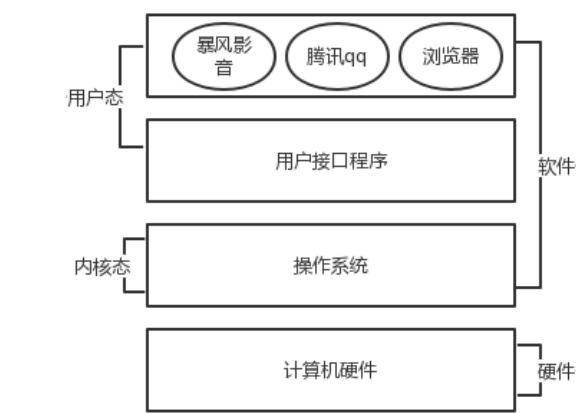 暴风影
音
腾讯qq
浏览器
用户态
用户接口程序
软件
内核态
操作系统
计算机硬件
硬件